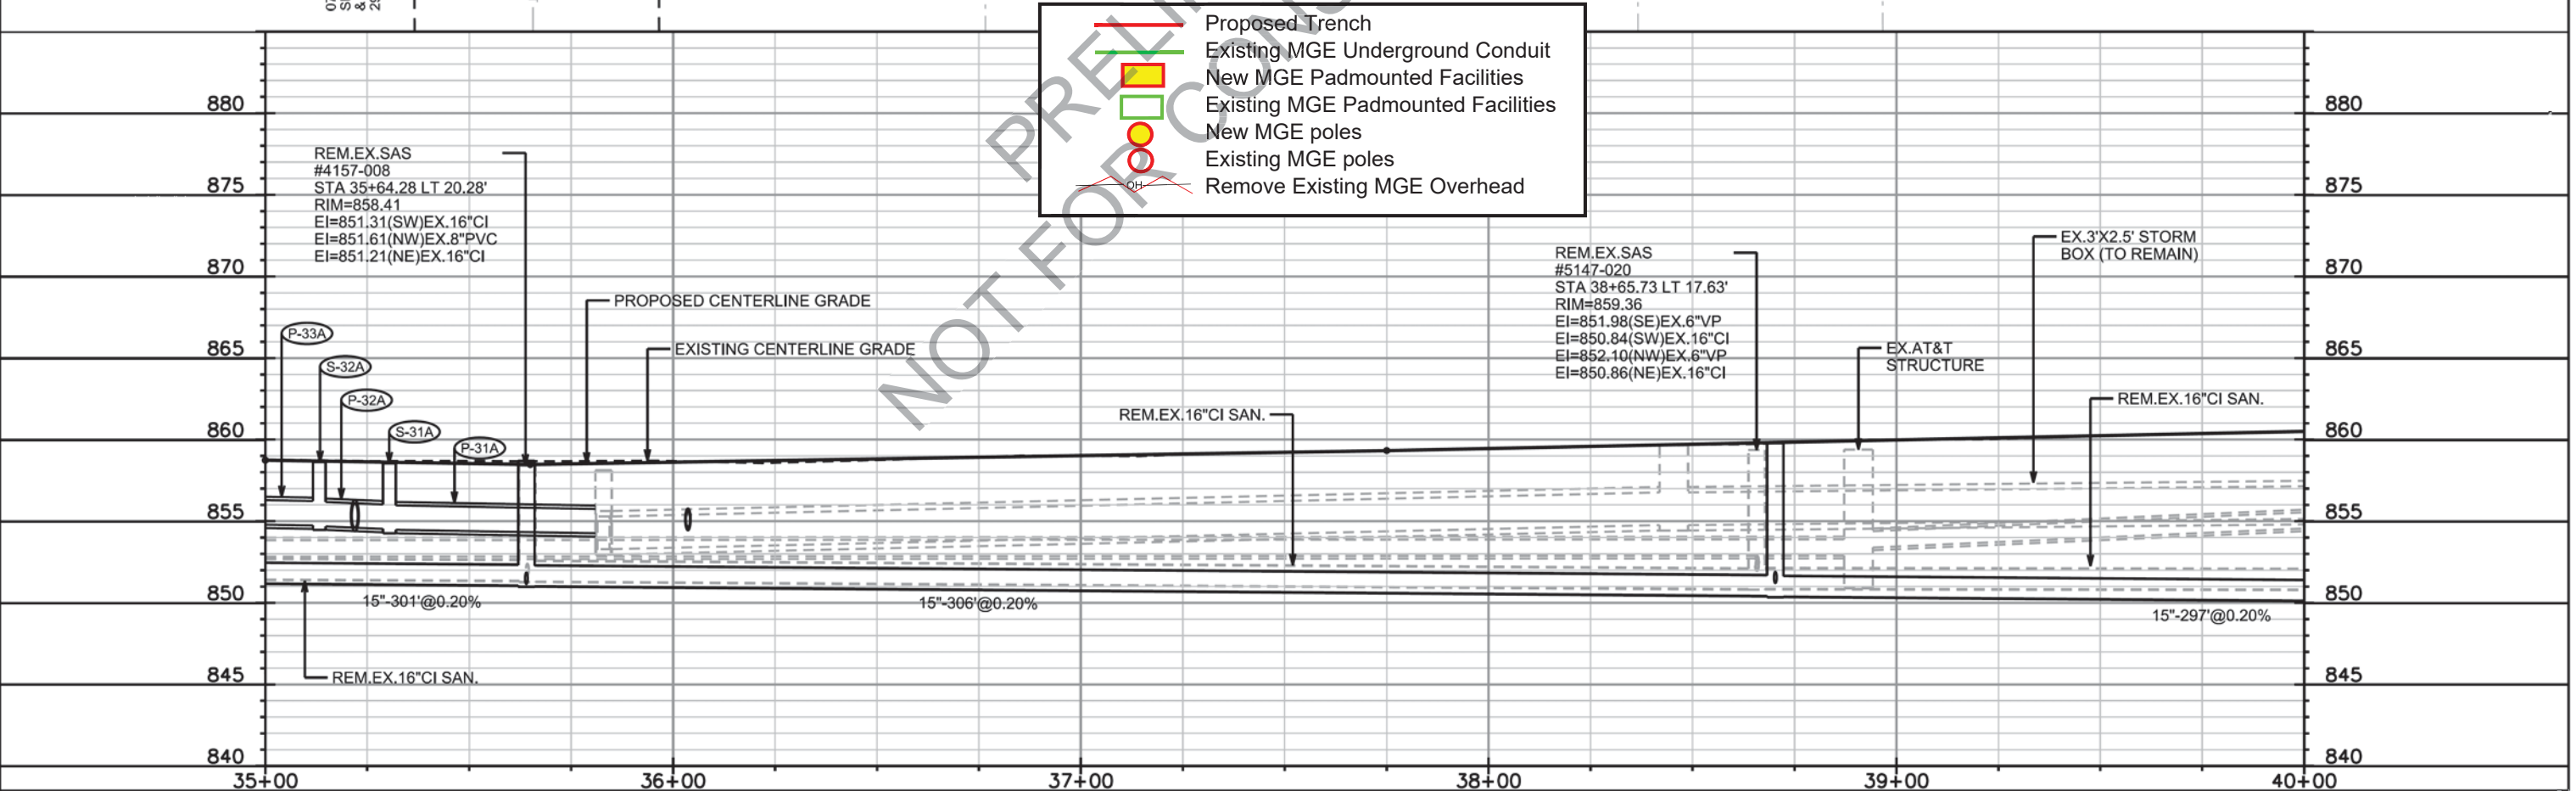 Proposed Trench
Existing MGE Underground Conduit
New MGE Padmounted Facilities
Existing MGE Padmounted Facilities
New MGE poles
Existing MGE poles
OH
Remove Existing MGE Overhead
NOT FOR CONS
880
875
870
865
860
855
850
845
840
REM.EX.SAS
#4157-008
STA 35+64.28 LT 20.28'
RIM=858.41
EI=851.31(SW)EX.16"CI
EI=851.61(NW)EX.8"PVC
EI=851.21(NE)EX.16"CI
PROPOSED CENTERLINE GRADE
EXISTING CENTERLINE GRADE
P-33A
S-32A
P-32A
S-31A
P-31A
REM.EX.16"CI SAN.
REM.EX.SAS
#5147-020
STA 38+65.73 LT 17.63'
RIM=859.36
EI=851.98(SE)EX.6"VP
EI=850.84(SW)EX.16"CI
EI=852.10(NW)EX.6"VP
EI=850.86(NE)EX.16"CI
EX.AT&T
STRUCTURE
EX.3'X2.5' STORM
BOX (TO REMAIN)
REM.EX.16"CI SAN.
15"-301'@0.20%
15"-306'@0.20%
15"-297'@0.20%
REM.EX.16"CI SAN.
880
875
870
865
860
855
850
845
840
35+00
36+00
37+00
38+00
39+00
40+00